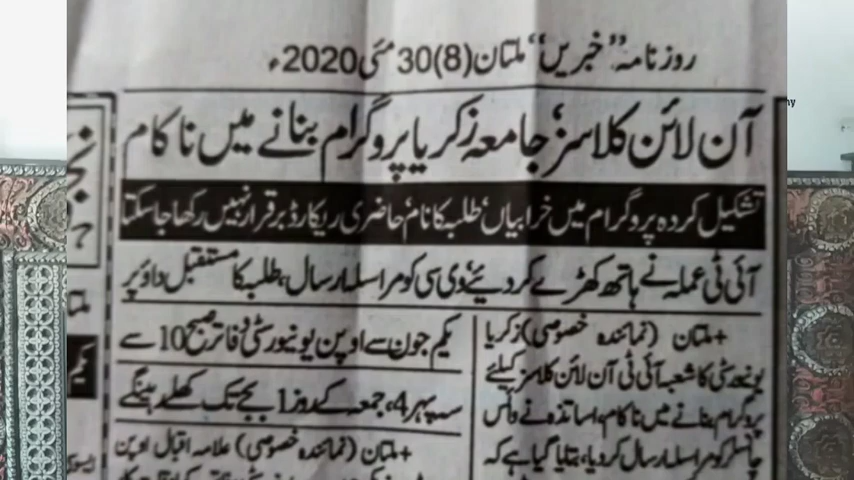 روزنامہ "خبریں" ملتان (8) 30 مئی 2020ء
آن لائن کلاسز، جامعہ زکریا پروگرام بنانے میں ناکام
تشکیل کردہ پروگرام میں خرابیاں، طلبہ کا نام، حاضری ریکارڈ برقرار نہیں رکھا جاسکتا
آئی ٹی عملہ نے ہاتھ کھڑے کر دیئے، وی سی کو مراسلہ ارسال، طلبہ کا مستقبل داؤ پر
+ملتان (نمائندہ خصوصی) زکریا
یونیورسٹی کا شعبہ آئی ٹی آن لائن کلاسز کیلئے
پروگرام بنانے میں ناکام، اساتذہ نے وائس
چانسلر کو مراسلہ ارسال کر دیا، بتایا گیا ہے کہ
یکم جون سے اوپن یونیورسٹی دفاتر صبح 10 سے
سہ پہر 4، جمعہ کے روز 1 بجے تک کھلے رہینگے
+ملتان (نمائندہ خصوصی) علامہ اقبال اوپن